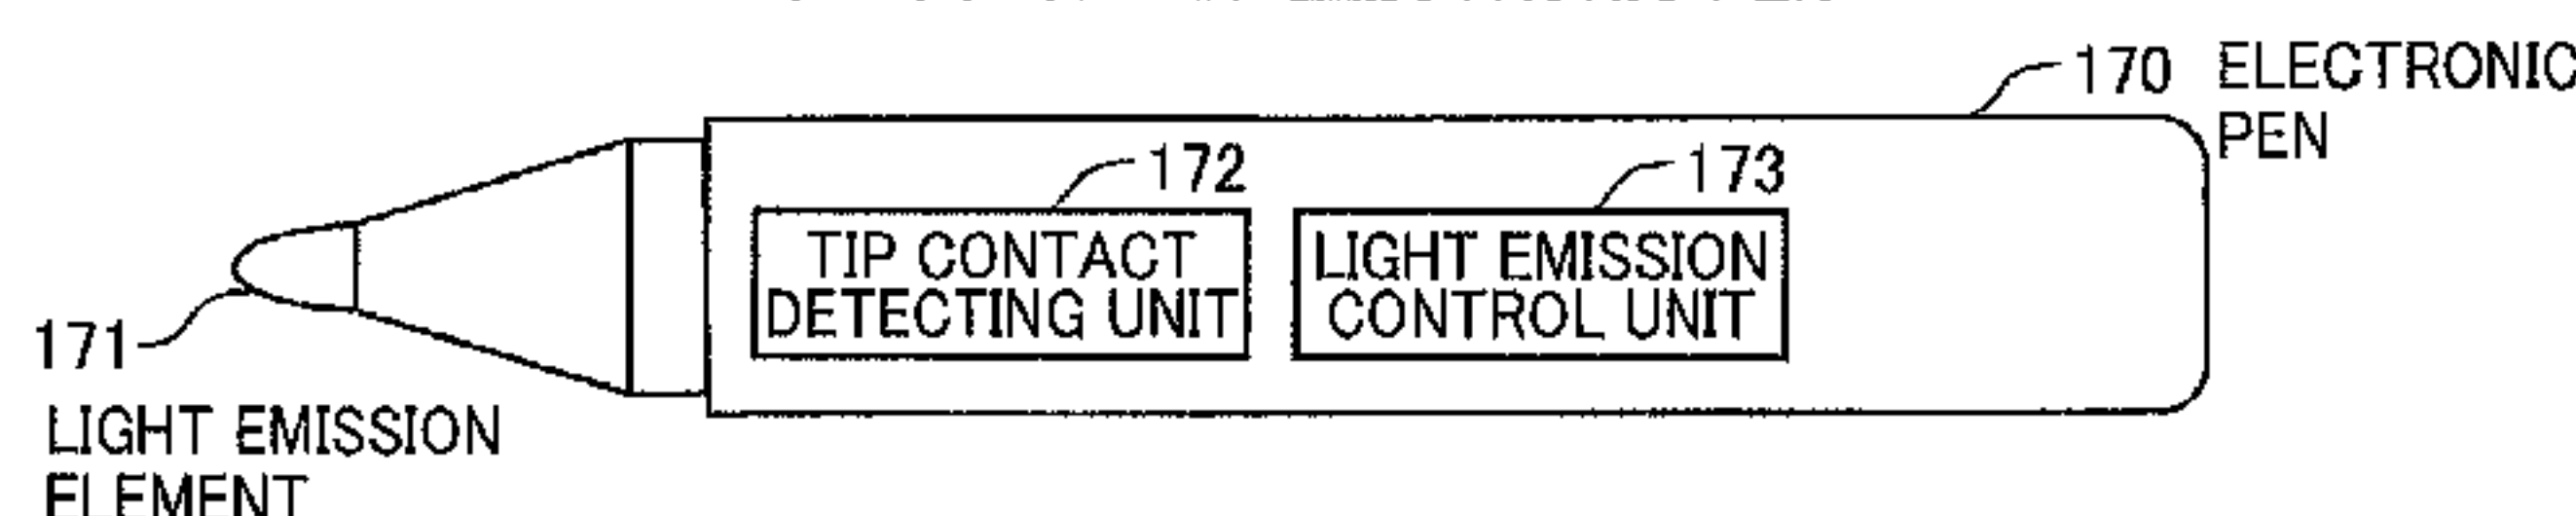 170 ELECTRONIC
PEN
172
173
TIP CONTACT
DETECTING UNIT
LIGHT EMISSION
CONTROL UNIT
171
LIGHT EMISSION
ELEMENT